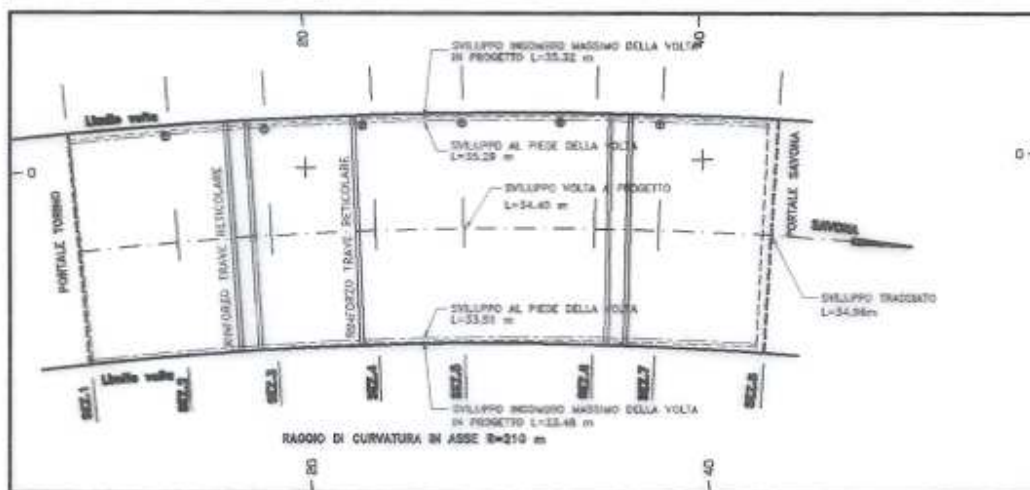 20
40
SVILUPPO INGOMBRO MASSIMO DELLA VOLTA
IN PROGETTO L=35.32 m
Limite volta
SVILUPPO AL PIEDE DELLA VOLTA
L=35.29 m
0
0
PORTALE TORINO
RINFORZO TRAVE RETICOLARE
RINFORZO TRAVE RETICOLARE
PORTALE SAVONA
SVILUPPO VOLTA A PROGETTO
L=34.40 m
SAVONA
SVILUPPO TRACCIATO
L=34.96m
SVILUPPO AL PIEDE DELLA VOLTA
L=33.51 m
Limite volta
SEZ.1
SEZ.2
SEZ.3
SEZ.4
SEZ.5
SEZ.6
SEZ.7
SEZ.8
SVILUPPO INGOMBRO MASSIMO DELLA VOLTA
IN PROGETTO L=33.48 m
RAGGIO DI CURVATURA IN ASSE R=210 m
20
40